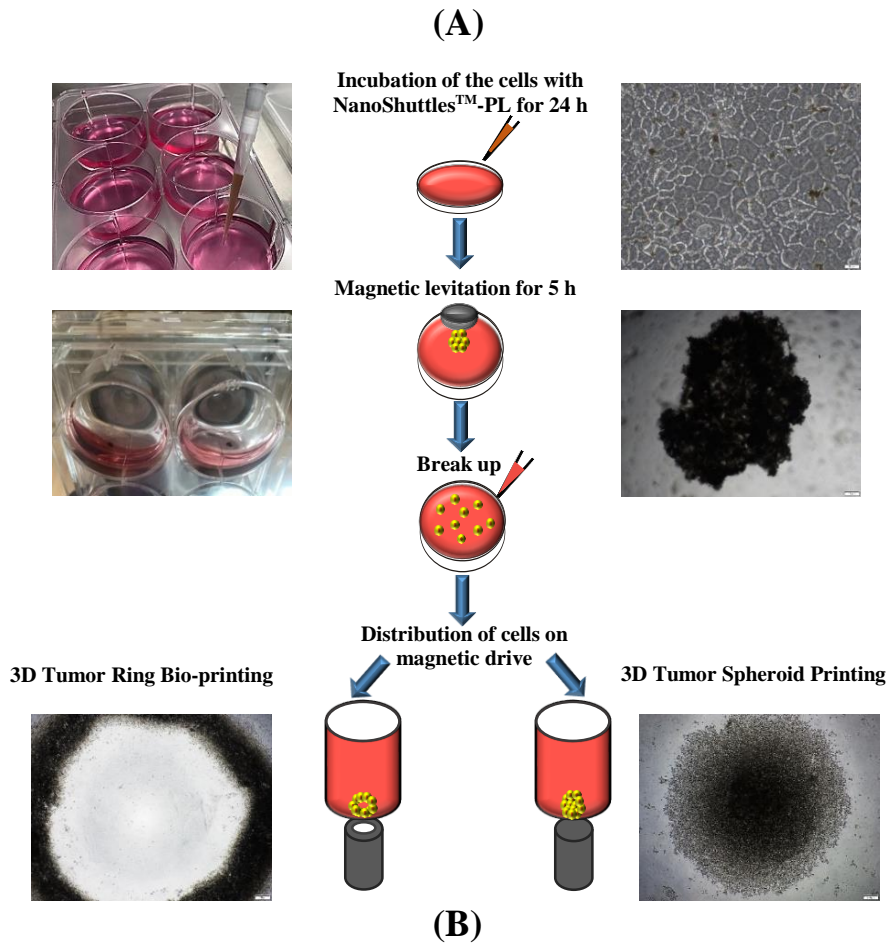 (A)
Incubation of the cells with
NanoShuttles™-PL for 24 h
Magnetic levitation for 5 h
Break up
Distribution of cells on
magnetic drive
3D Tumor Ring Bio-printing
3D Tumor Spheroid Printing
(B)